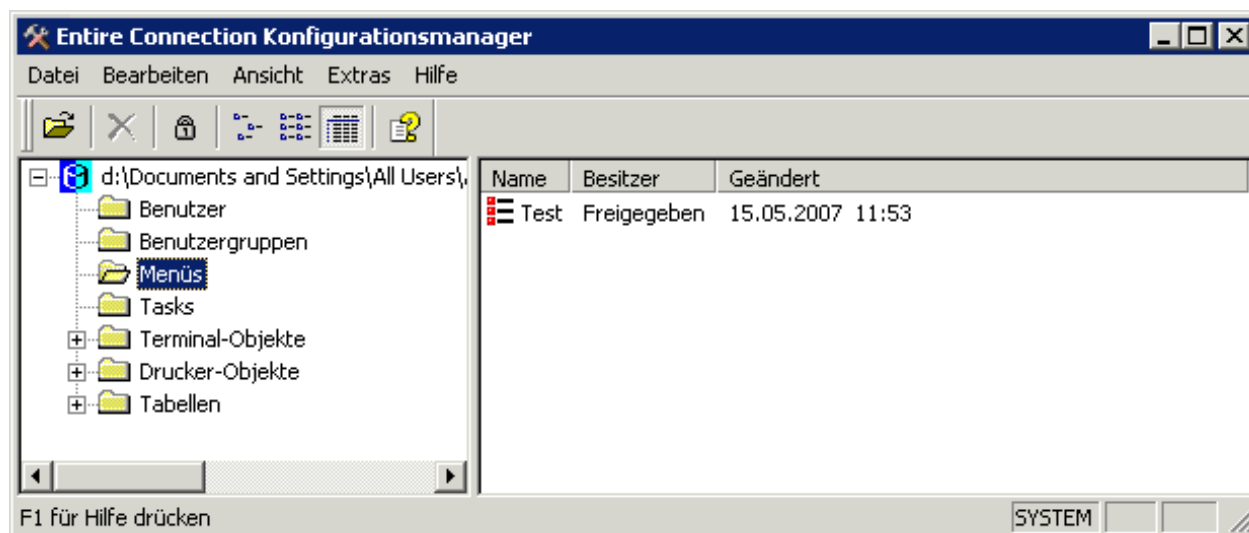 Entire Connection Konfigurationsmanager
Datei Bearbeiten Ansicht Extras Hilfe
d:\Documents and Settings\All Users\
Benutzer
Benutzergruppen
Menüs
Tasks
Terminal-Objekte
Drucker-Objekte
Tabellen
Name Besitzer Geändert
Test Freigegeben 15.05.2007 11:53
F1 für Hilfe drücken
SYSTEM